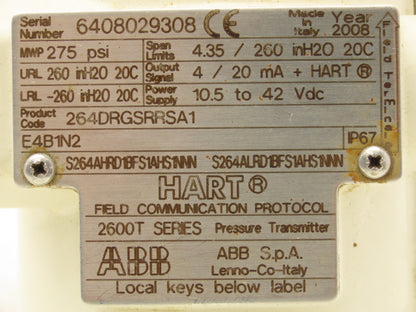 Serial Number 6408029308 Made in Italy Year 2008
MWP 275 psi Span Limits 4.35 / 260 inH2O 20C
URL 260 inH2O 20C Output Signal 4 / 20 mA + HART ®
LRL -260 inH2O 20C Power Supply 10.5 to 42 Vdc
Product Code 264DRGSRRSA1
E4B1N2 IP67
S264AHRD1BFS1AHS1NNN S264ALRD1BFS1AHS1NNN
HART®
FIELD COMMUNICATION PROTOCOL
2600T SERIES Pressure Transmitter
ABB ABB S.p.A.
Lenno-Co-Italy
Local keys below label
Field Termin